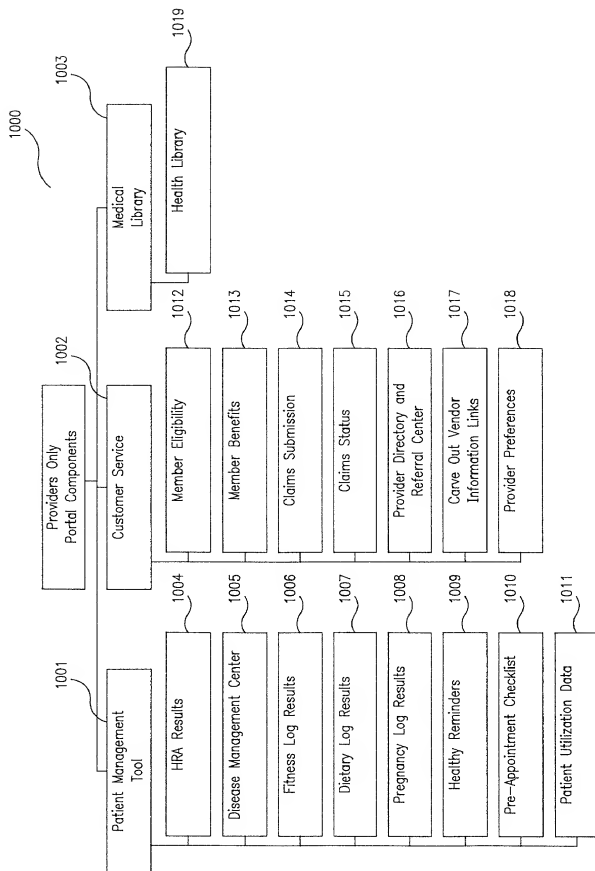 1000
Providers Only
Portal Components
1001
Patient Management
Tool
1002
Customer Service
1003
Medical
Library
HRA Results
1004
Disease Management Center
1005
Fitness Log Results
1006
Dietary Log Results
1007
Pregnancy Log Results
1008
Healthy Reminders
1009
Pre-Appointment Checklist
1010
Patient Utilization Data
1011
Member Eligibility
1012
Member Benefits
1013
Claims Submission
1014
Claims Status
1015
Provider Directory and
Referral Center
1016
Carve Out Vendor
Information Links
1017
Provider Preferences
1018
Health Library
1019